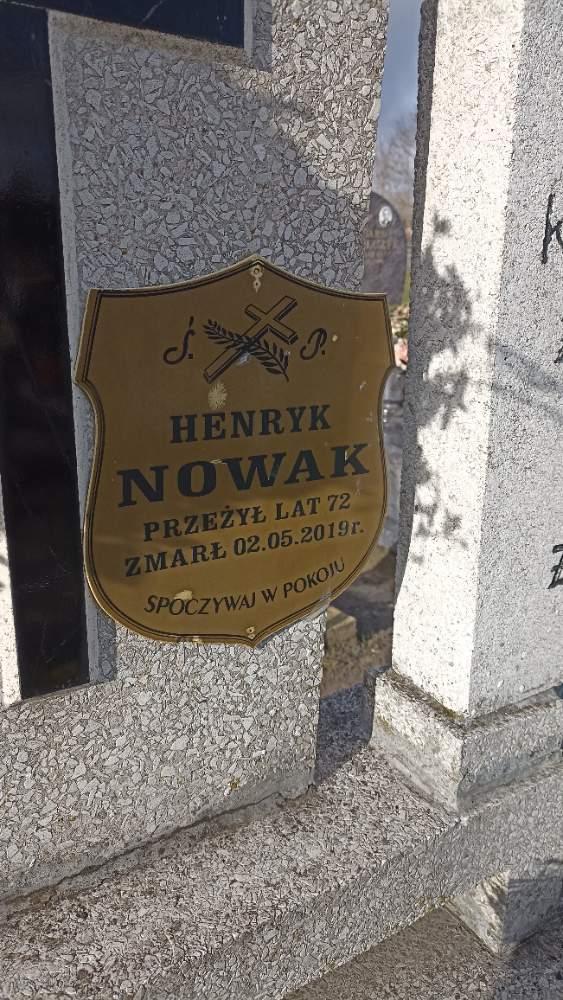 Ś. P.
HENRYK
NOWAK
PRZEŻYŁ LAT 72
ZMARŁ 02.05.2019r.
SPOCZYWAJ W POKOJU